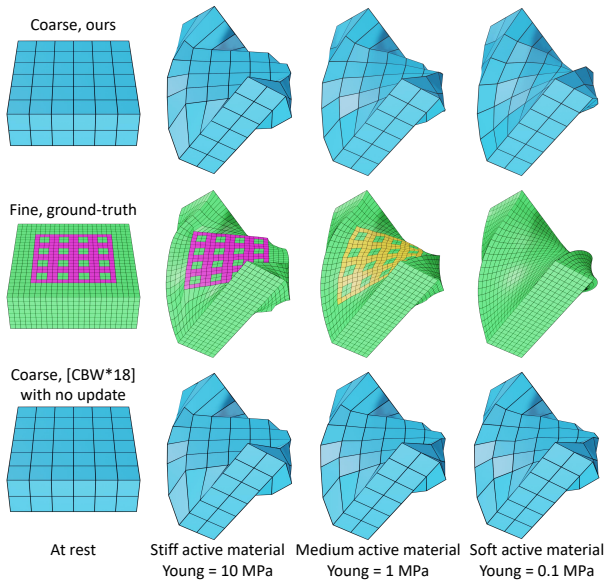 Coarse, ours
Fine, ground-truth
Coarse, [CBW*18]
with no update
At rest
Stiff active material
Young = 10 MPa
Medium active material
Young = 1 MPa
Soft active material
Young = 0.1 MPa